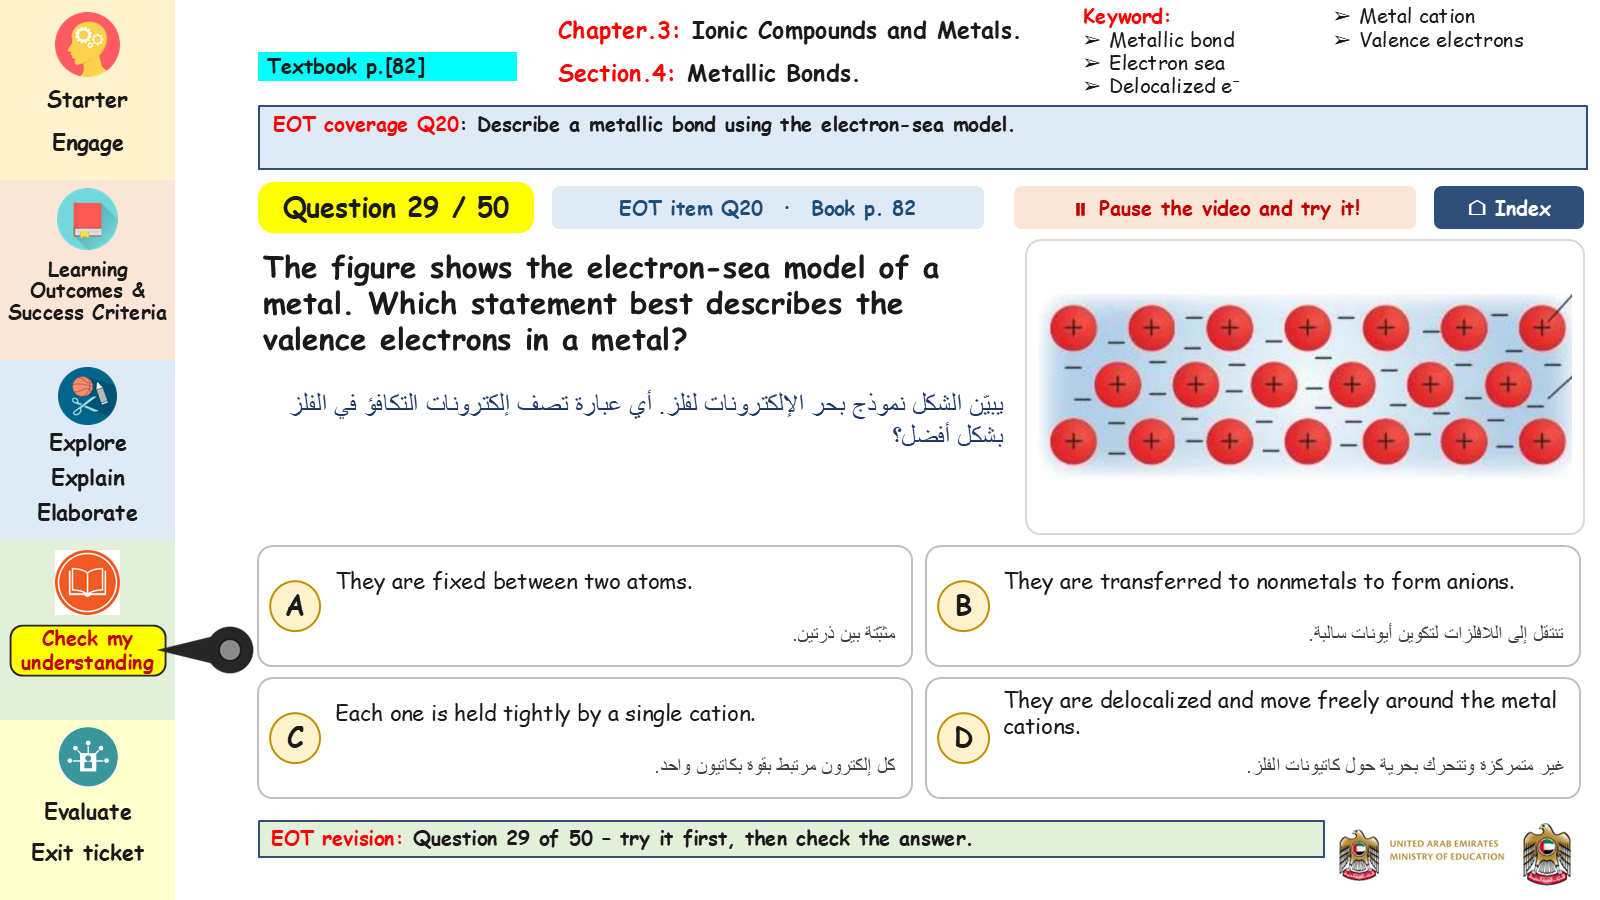 Starter
Engage
Learning
Outcomes &
Success Criteria
Explore
Explain
Elaborate
Check my
understanding
Evaluate
Exit ticket
Textbook p.[82]
Chapter.3: Ionic Compounds and Metals.
Section.4: Metallic Bonds.
Keyword:
➢ Metallic bond
➢ Electron sea
➢ Delocalized e⁻
➢ Metal cation
➢ Valence electrons
EOT coverage Q20: Describe a metallic bond using the electron-sea model.
Question 29 / 50
EOT item Q20 · Book p. 82
⏸ Pause the video and try it!
Index
The figure shows the electron-sea model of a
metal. Which statement best describes the
valence electrons in a metal?
يبيّن الشكل نموذج بحر الإلكترونات لفلز. أي عبارة تصف إلكترونات التكافؤ في الفلز
بشكل أفضل؟
A
They are fixed between two atoms.
مثبّتة بين ذرتين.
B
They are transferred to nonmetals to form anions.
تنتقل إلى اللافلزات لتكوين أيونات سالبة.
C
Each one is held tightly by a single cation.
كل إلكترون مرتبط بقوة بكاتيون واحد.
D
They are delocalized and move freely around the metal
cations.
غير متمركزة وتتحرك بحرية حول كاتيونات الفلز.
EOT revision: Question 29 of 50 – try it first, then check the answer.
UNITED ARAB EMIRATES
MINISTRY OF EDUCATION